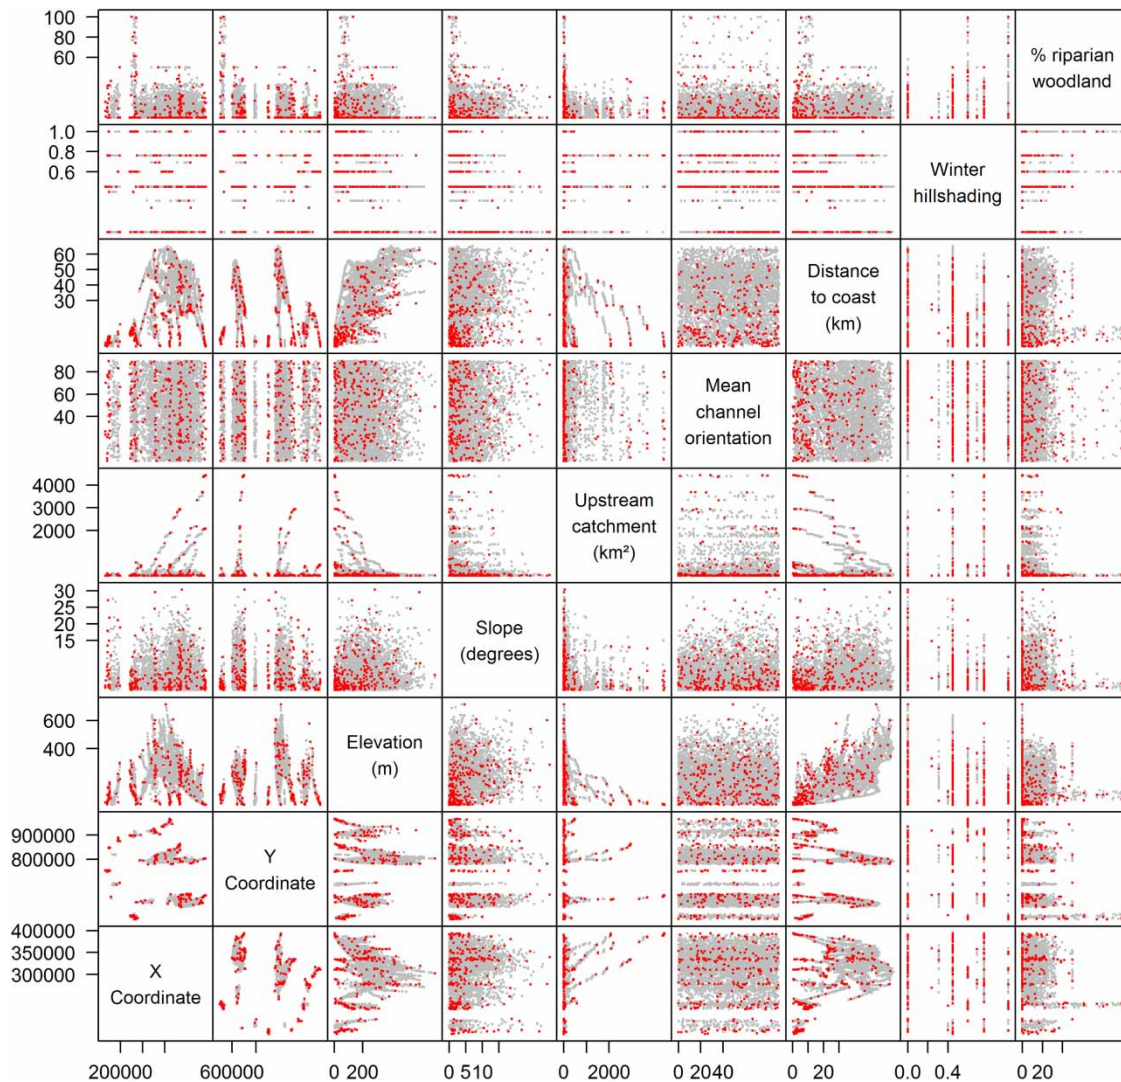 100
80
60
% riparian
woodland
1.0
0.8
0.6
Winter
hillshading
60
50
30
Distance
to coast
(km)
80
60
40
Mean
channel
orientation
4000
3000
2000
Upstream
catchment
(km²)
30
25
20
15
Slope
(degrees)
600
400
Elevation
(m)
900000
800000
Y
Coordinate
400000
350000
300000
X
Coordinate
200000 600000 0 200 0 510 0 2000 0 2040 0 20 0.0 0.4 0 20